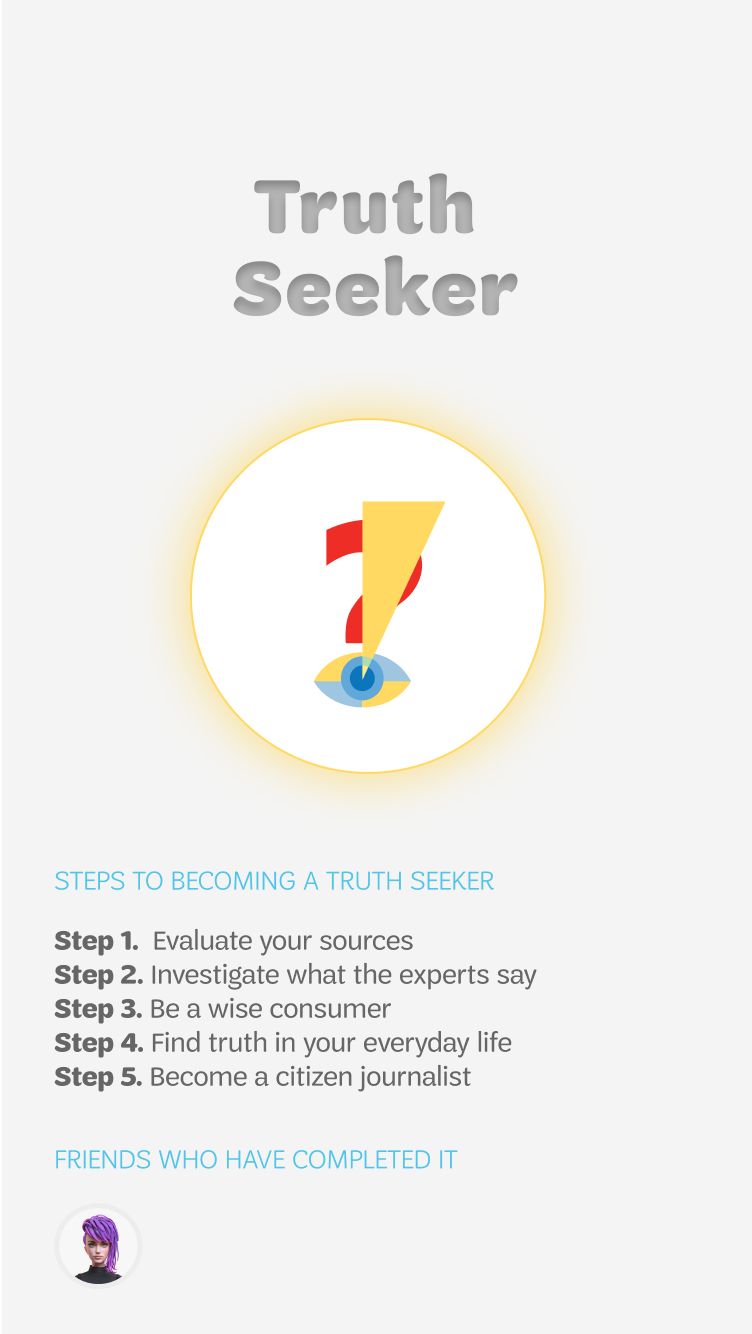 Truth
Seeker
STEPS TO BECOMING A TRUTH SEEKER
Step 1. Evaluate your sources
Step 2. Investigate what the experts say
Step 3. Be a wise consumer
Step 4. Find truth in your everyday life
Step 5. Become a citizen journalist
FRIENDS WHO HAVE COMPLETED IT